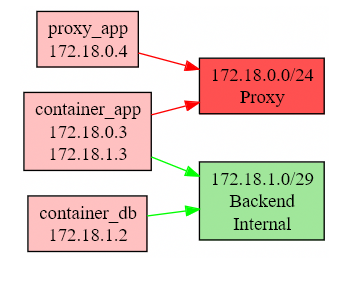 proxy_app
172.18.0.4
container_app
172.18.0.3
172.18.1.3
container_db
172.18.1.2
172.18.0.0/24
Proxy
172.18.1.0/29
Backend
Internal